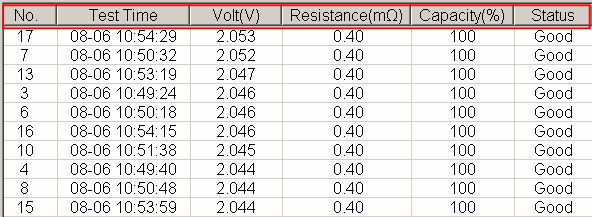 No. Test Time Volt(V) Resistance(mΩ) Capacity(%) Status
17 08-06 10:54:29 2.053 0.40 100 Good
7 08-06 10:50:32 2.052 0.40 100 Good
13 08-06 10:53:19 2.047 0.40 100 Good
3 08-06 10:49:24 2.046 0.40 100 Good
6 08-06 10:50:18 2.046 0.40 100 Good
16 08-06 10:54:15 2.046 0.40 100 Good
10 08-06 10:51:38 2.045 0.40 100 Good
4 08-06 10:49:40 2.044 0.40 100 Good
8 08-06 10:50:48 2.044 0.40 100 Good
15 08-06 10:53:59 2.044 0.40 100 Good